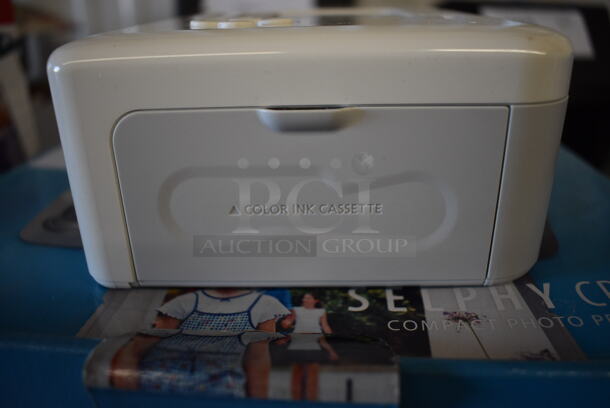 PCI
▲ COLOR INK CASSETTE
AUCTION GROUP
SELPHY
COMPACT PHOTO